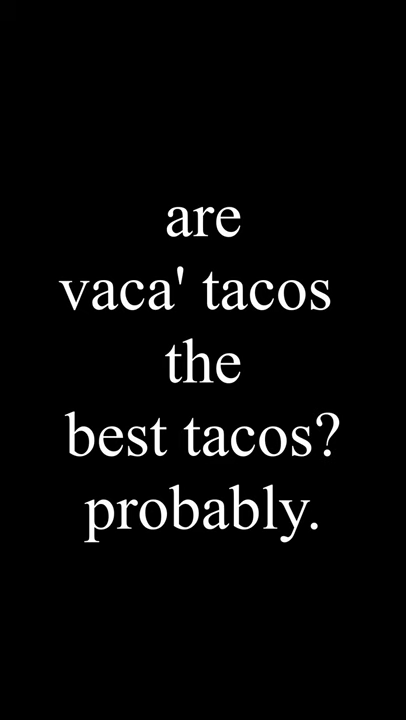 are
vaca' tacos
the
best tacos?
probably.